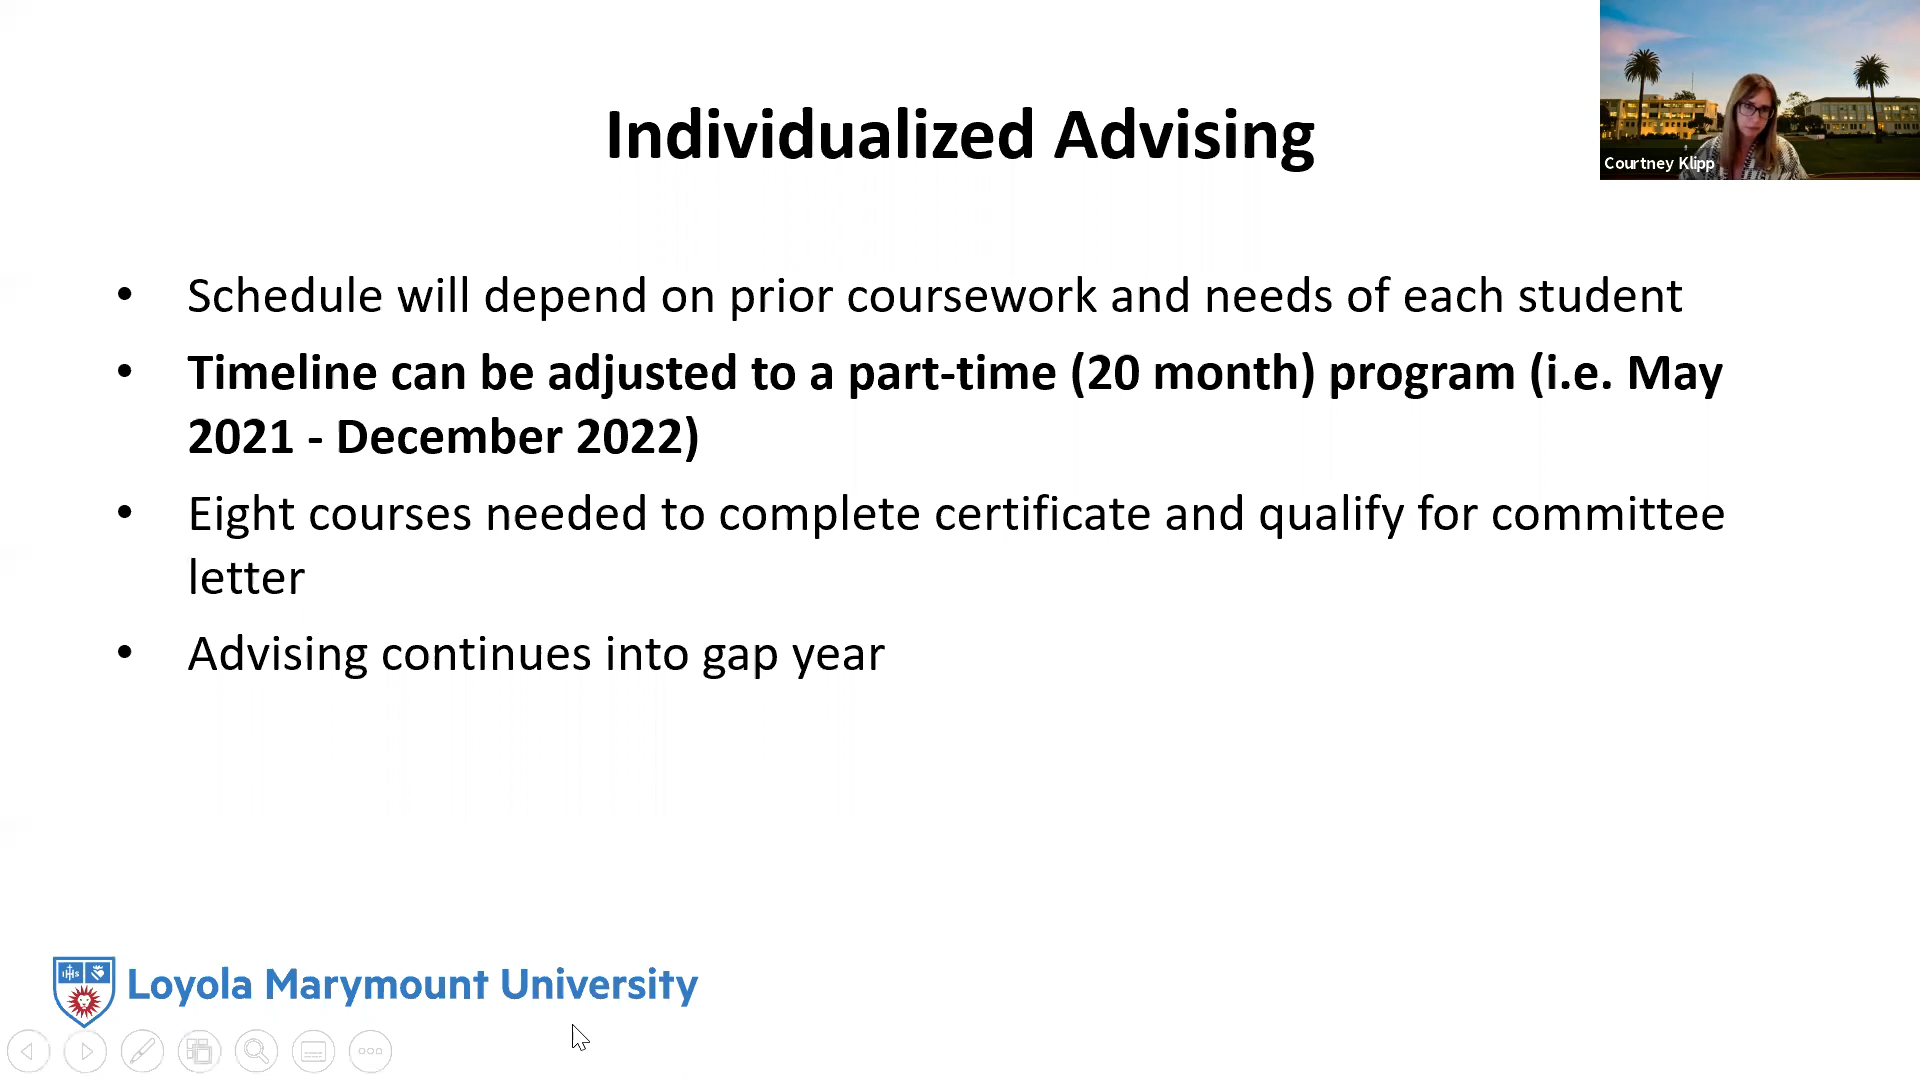 Individualized Advising
Courtney Klipp
• Schedule will depend on prior coursework and needs of each student
• Timeline can be adjusted to a part-time (20 month) program (i.e. May
2021 - December 2022)
• Eight courses needed to complete certificate and qualify for committee
letter
• Advising continues into gap year
IHS
Loyola Marymount University